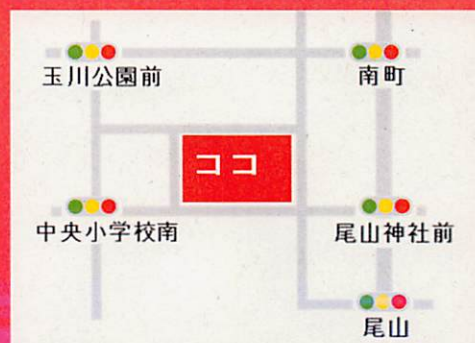 玉川公園前
南町
ココ
中央小学校南
尾山神社前
尾山